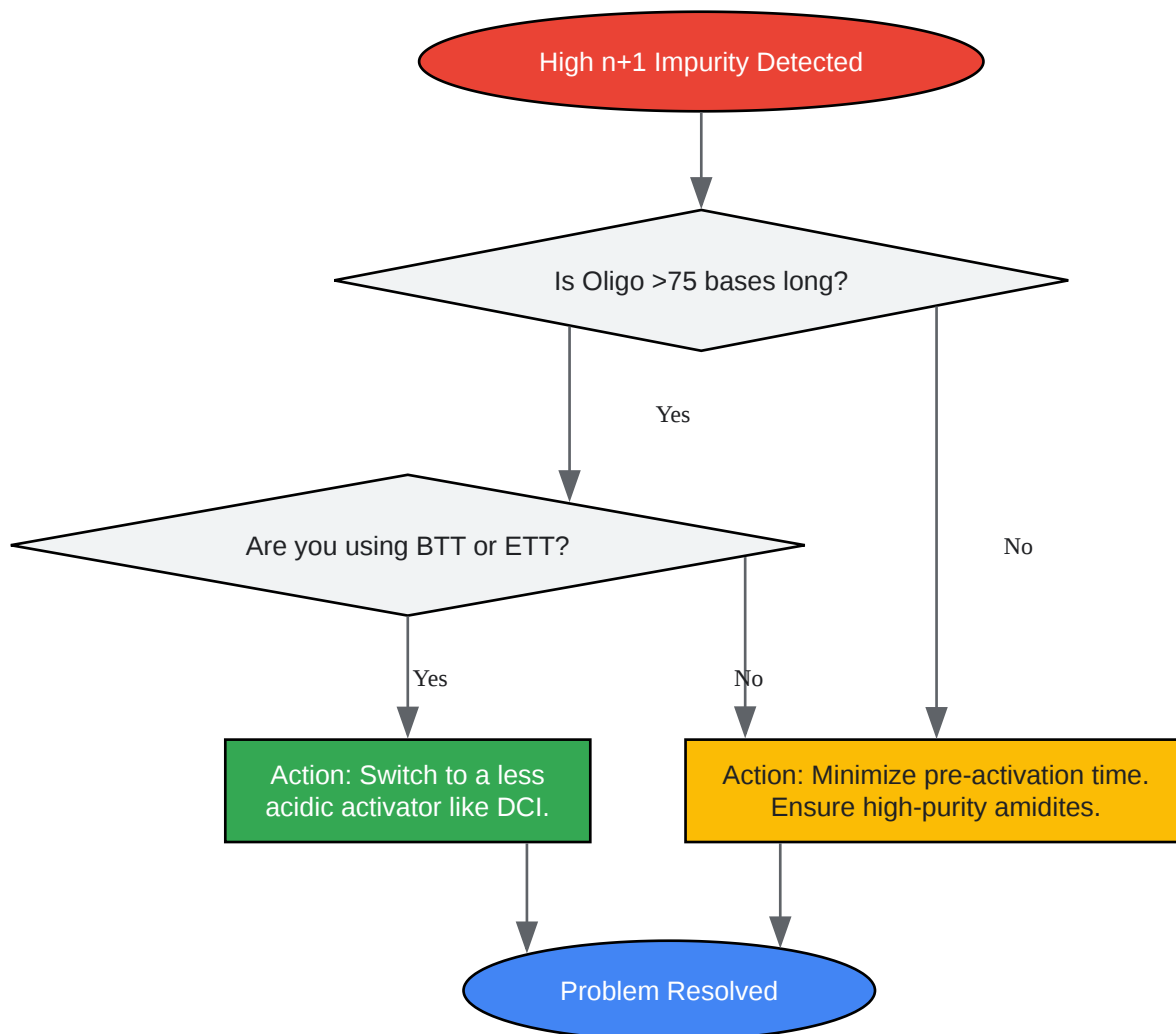 High n+1 Impurity Detected
Is Oligo >75 bases long?
Yes
Are you using BTT or ETT?
No
Yes
No
Action: Switch to a less
acidic activator like DCI.
Action: Minimize pre-activation time.
Ensure high-purity amidites.
Problem Resolved